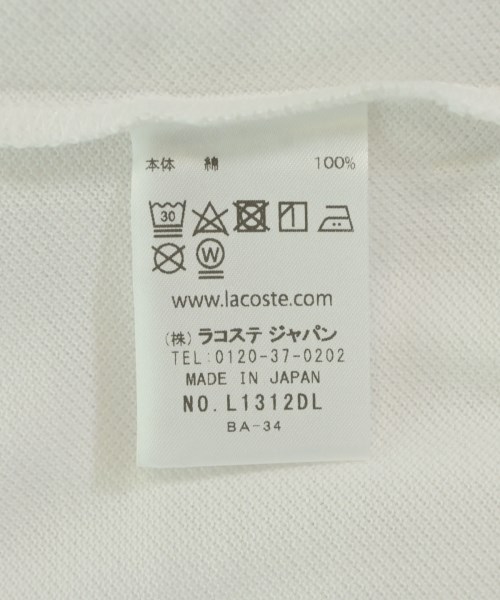 本体 綿 100%
30
W
www.lacoste.com
(株) ラコステ ジャパン
TEL:0120-37-0202
MADE IN JAPAN
NO. L1312DL
BA-34